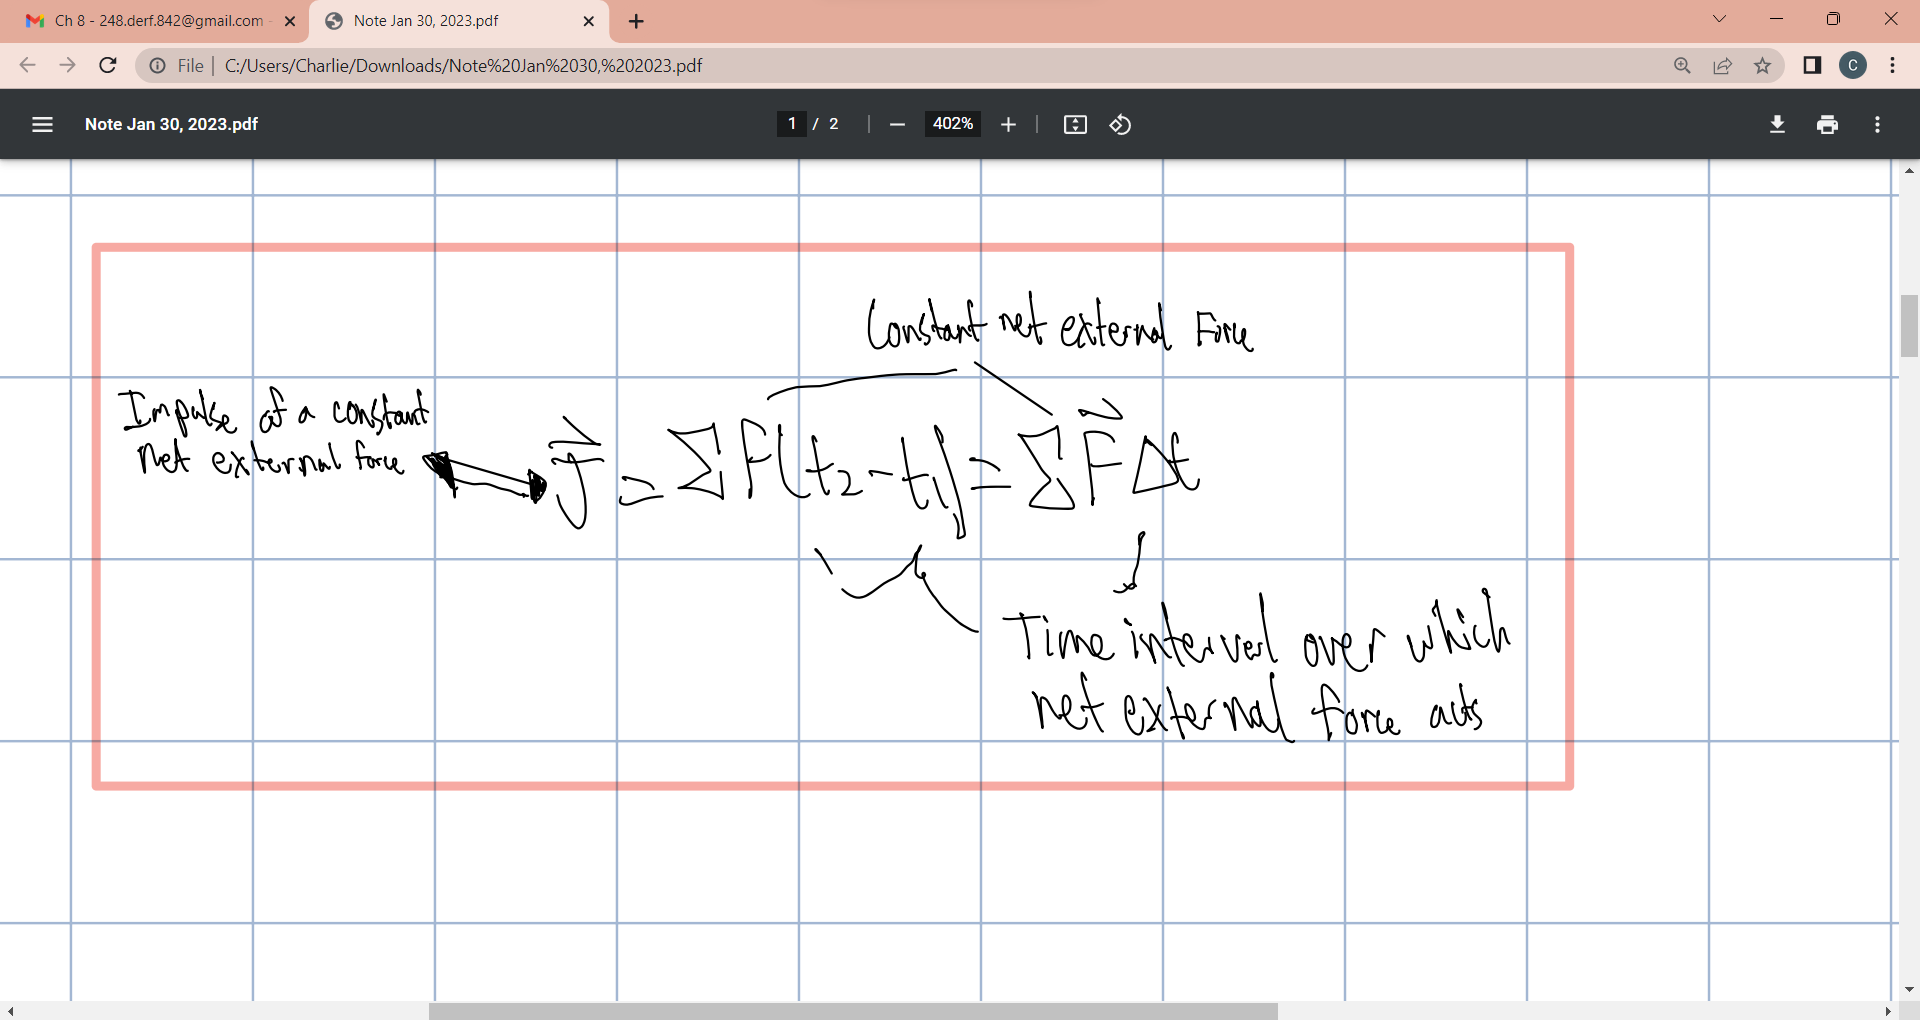 Ch 8 - 248.derf.842@gmail.com -
Note Jan 30, 2023.pdf
File | C:/Users/Charlie/Downloads/Note%20Jan%2030,%202023.pdf
C
Note Jan 30, 2023.pdf
1 / 2
402%
Constant net external Force
Impulse of a constant
net external force
J⃗ = ΣF(t₂-t₁) = ΣF⃗Δt
Time interval over which
net external force acts